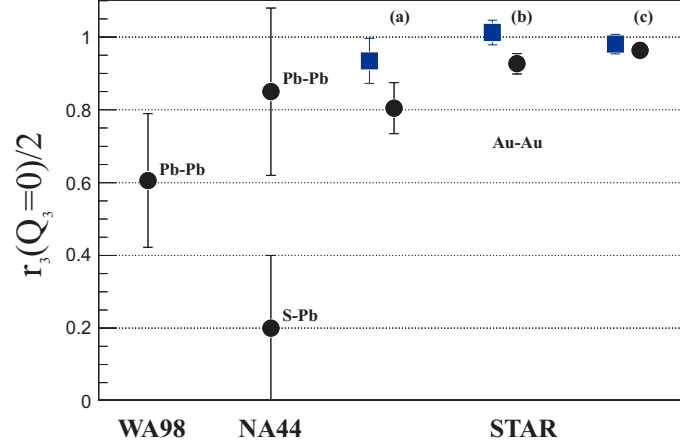 (a) (b) (c)
1
Pb-Pb
Pb-Pb
0.8
Au-Au
0.6
0.4
S-Pb
0.2
0
r₃(Q₃=0)/2
WA98 NA44 STAR